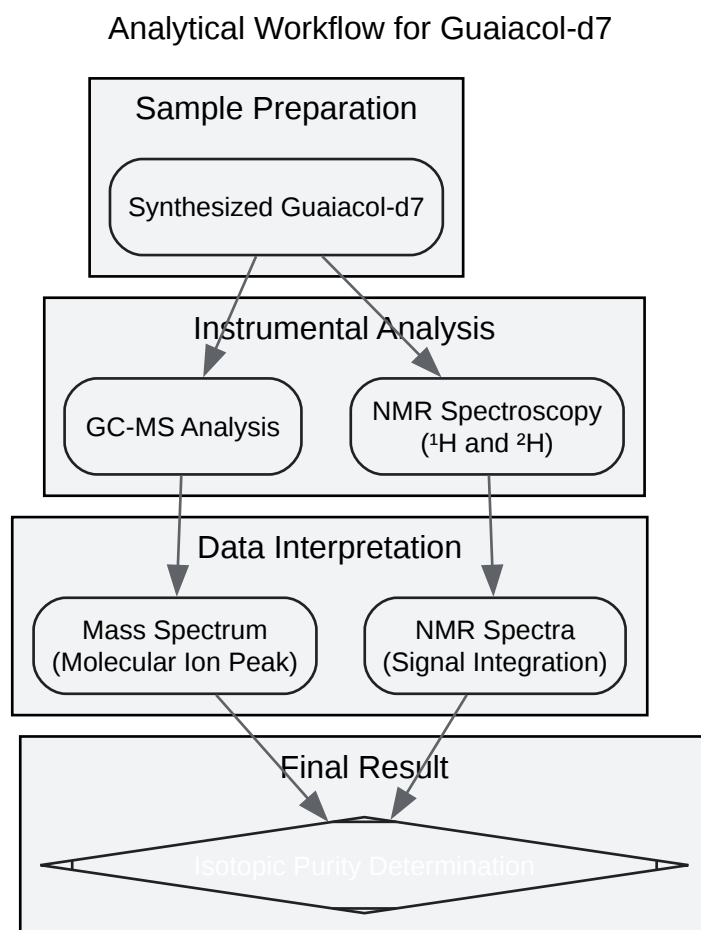 Analytical Workflow for Guaiacol-d7
Sample Preparation
Synthesized Guaiacol-d7
Instrumental Analysis
GC-MS Analysis
NMR Spectroscopy
(¹H and ²H)
Data Interpretation
Mass Spectrum
(Molecular Ion Peak)
NMR Spectra
(Signal Integration)
Final Result
Isotopic Purity Determination